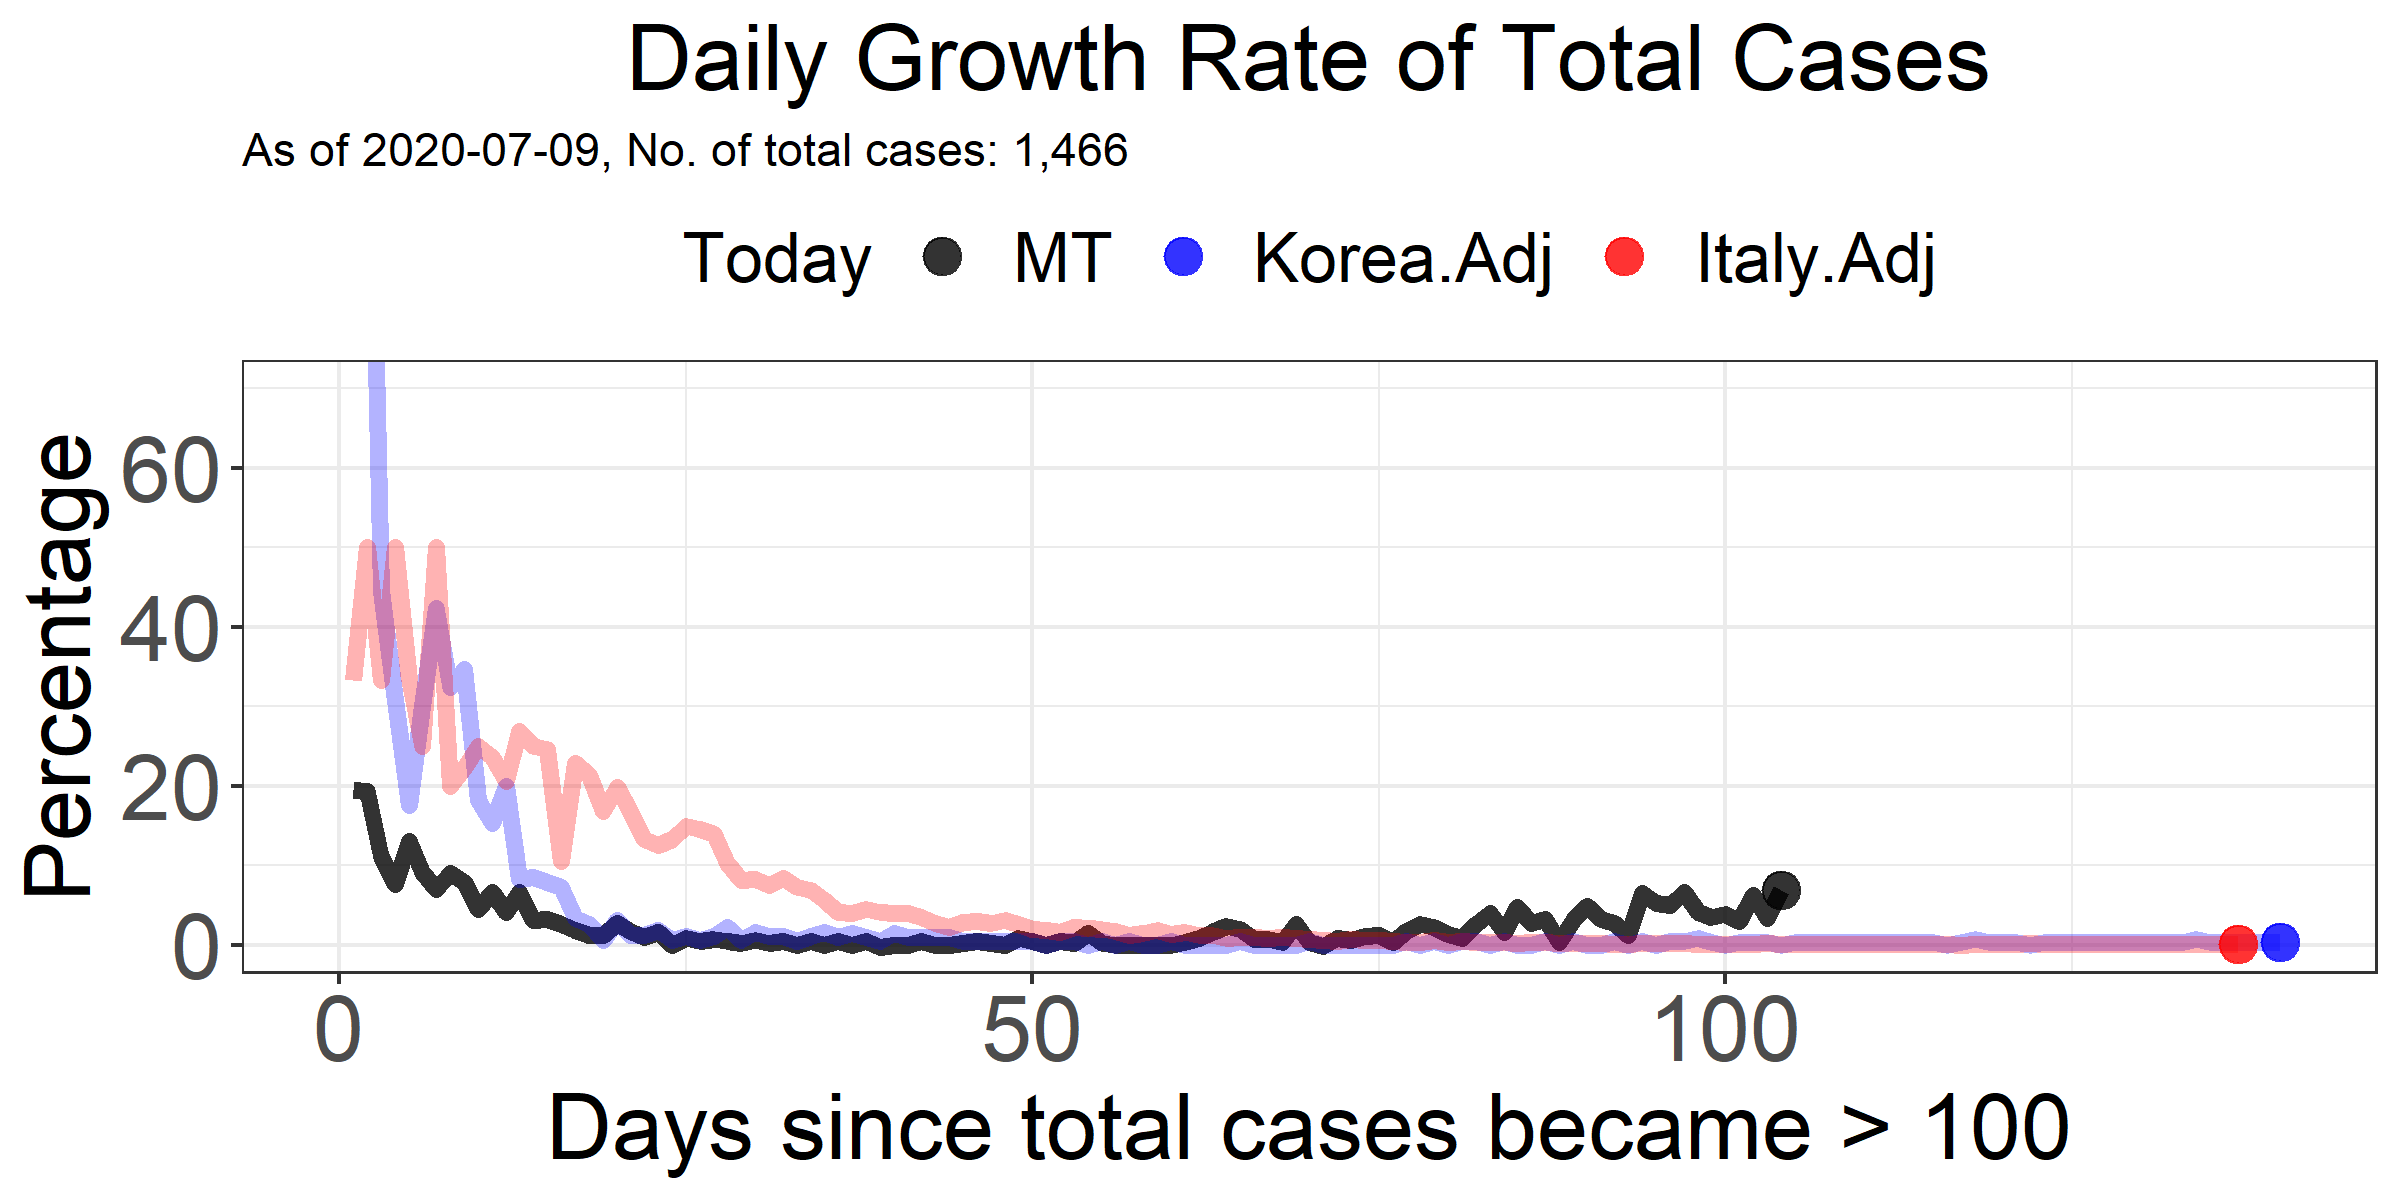 Daily Growth Rate of Total Cases
As of 2020-07-09, No. of total cases: 1,466
Today MT Korea.Adj Italy.Adj
Percentage
60
40
20
0
0 50 100
Days since total cases became > 100